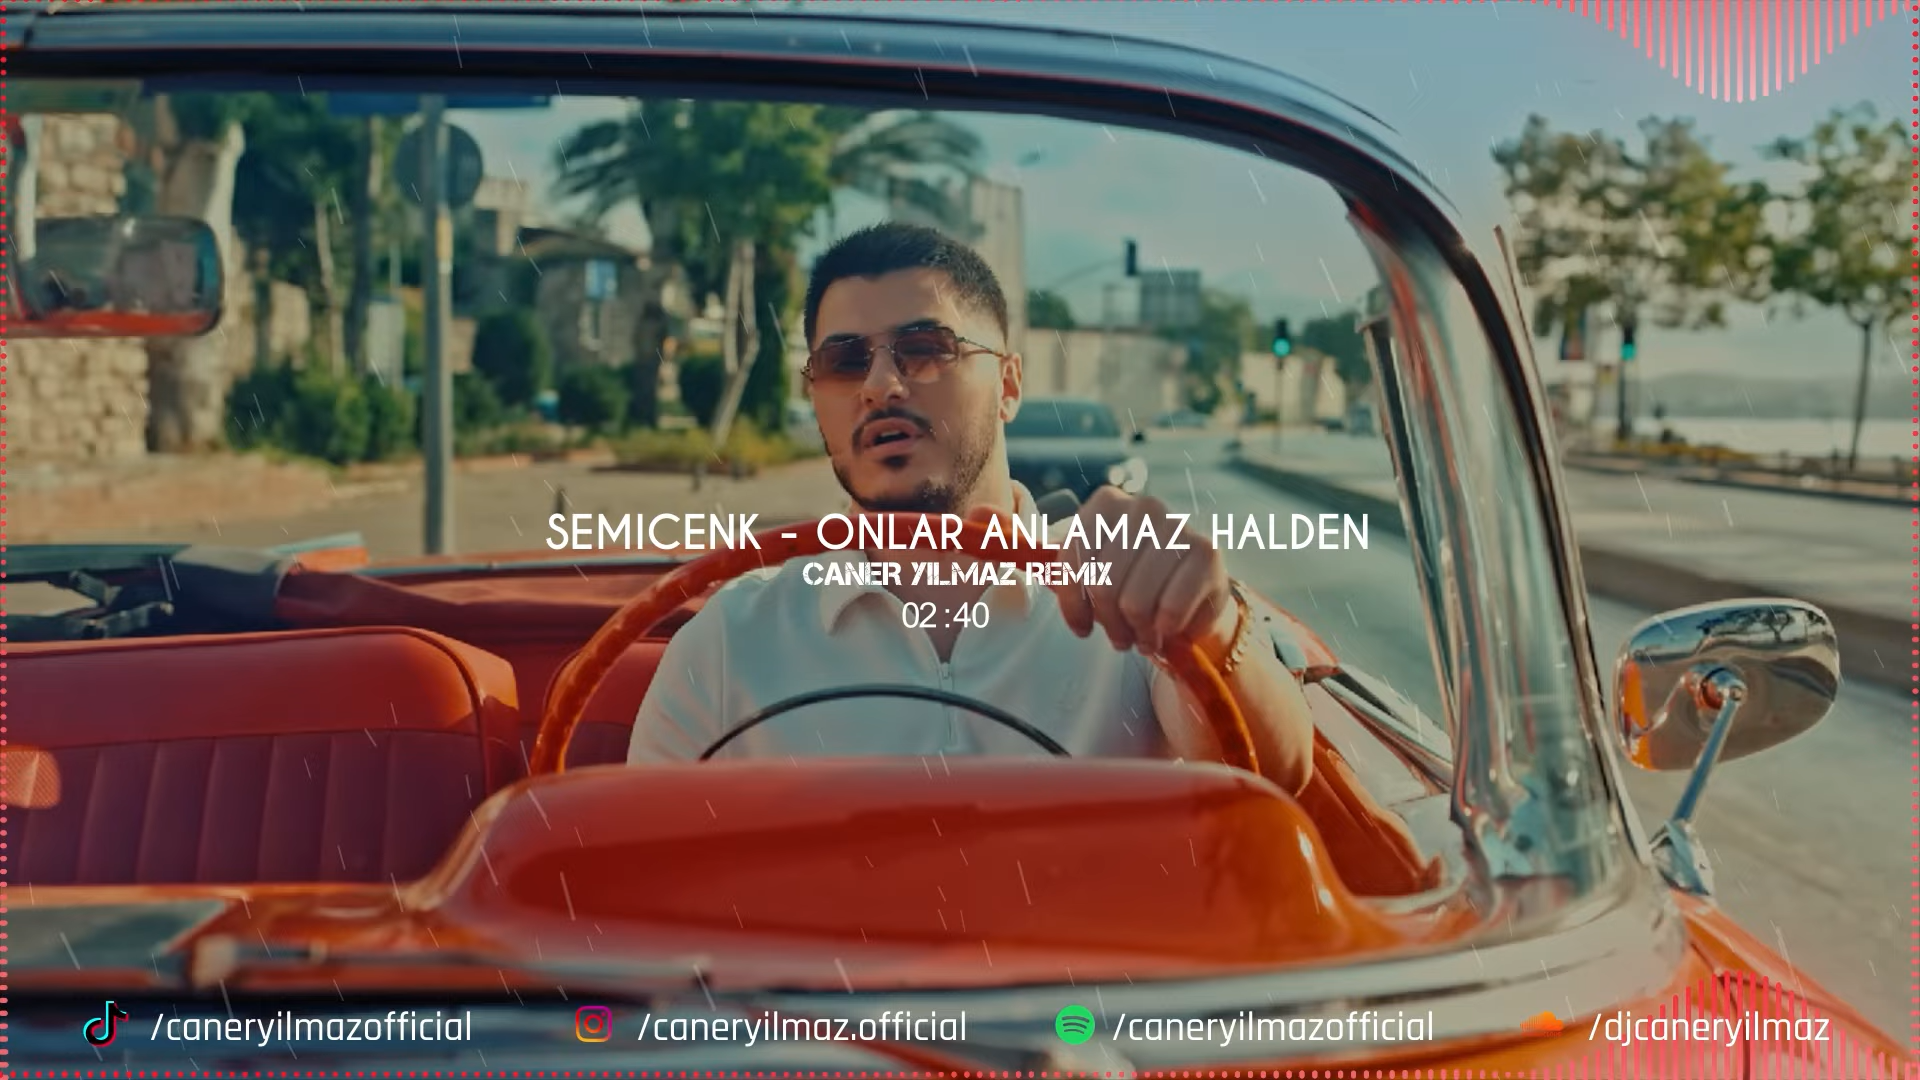 SEMICENK - ONLAR ANLAMAZ HALDEN
CANER YILMAZ REMİX
02:40
/caneryilmazofficial
/caneryilmaz.official
/caneryilmazofficial
/djcaneryilmaz